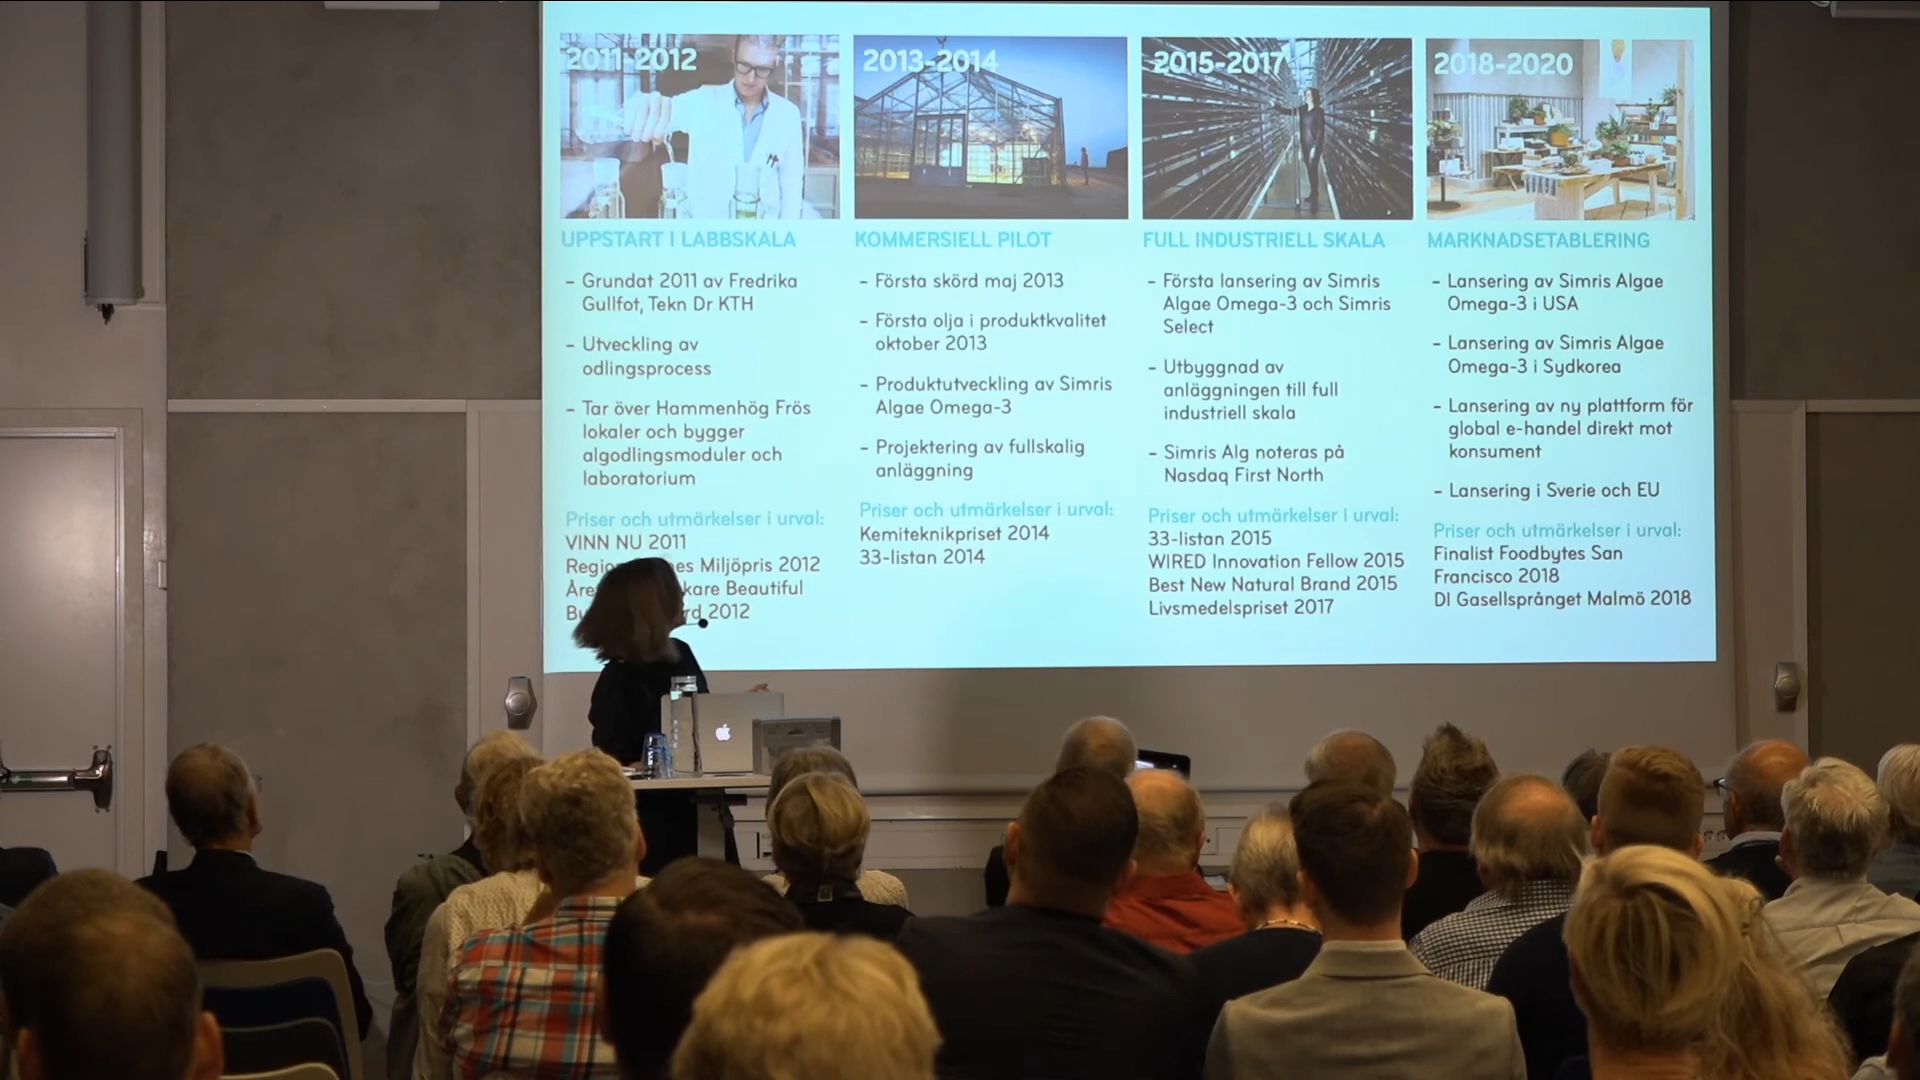 2011-2012
UPPSTART I LABBSKALA
– Grundat 2011 av Fredrika
Gullfot, Tekn Dr KTH
– Utveckling av
odlingsprocess
– Tar över Hammenhög Frös
lokaler och bygger
algodlingsmoduler och
laboratorium
Priser och utmärkelser i urval:
VINN NU 2011
Miljöpris 2012
Beautiful
2012
2013-2014
KOMMERSIELL PILOT
– Första skörd maj 2013
– Första olja i produktkvalitet
oktober 2013
– Produktutveckling av Simris
Algae Omega-3
– Projektering av fullskalig
anläggning
Priser och utmärkelser i urval:
Kemiteknikpriset 2014
33-listan 2014
2015-2017
FULL INDUSTRIELL SKALA
– Första lansering av Simris
Algae Omega-3 och Simris
Select
– Utbyggnad av
anläggningen till full
industriell skala
– Simris Alg noteras på
Nasdaq First North
Priser och utmärkelser i urval:
33-listan 2015
WIRED Innovation Fellow 2015
Best New Natural Brand 2015
Livsmedelspriset 2017
2018-2020
MARKNADSETABLERING
– Lansering av Simris Algae
Omega-3 i USA
– Lansering av Simris Algae
Omega-3 i Sydkorea
– Lansering av ny plattform för
global e-handel direkt mot
konsument
– Lansering i Sverie och EU
Priser och utmärkelser i urval:
Finalist Foodbytes San
Francisco 2018
DI Gasellsprånget Malmö 2018